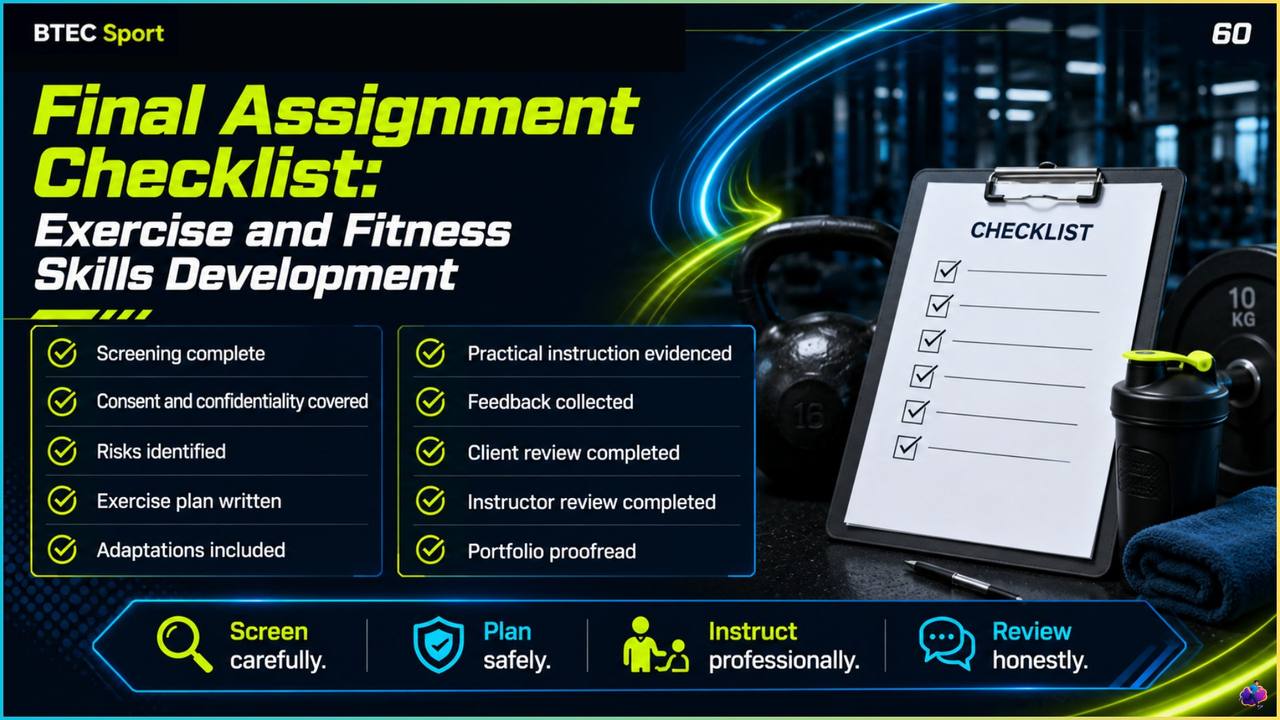 BTEC Sport
60
Final Assignment
Checklist:
Exercise and Fitness
Skills Development
Screening complete
Consent and confidentiality covered
Risks identified
Exercise plan written
Adaptations included
Practical instruction evidenced
Feedback collected
Client review completed
Instructor review completed
Portfolio proofread
CHECKLIST
16
10
KG
Screen
carefully.
Plan
safely.
Instruct
professionally.
Review
honestly.